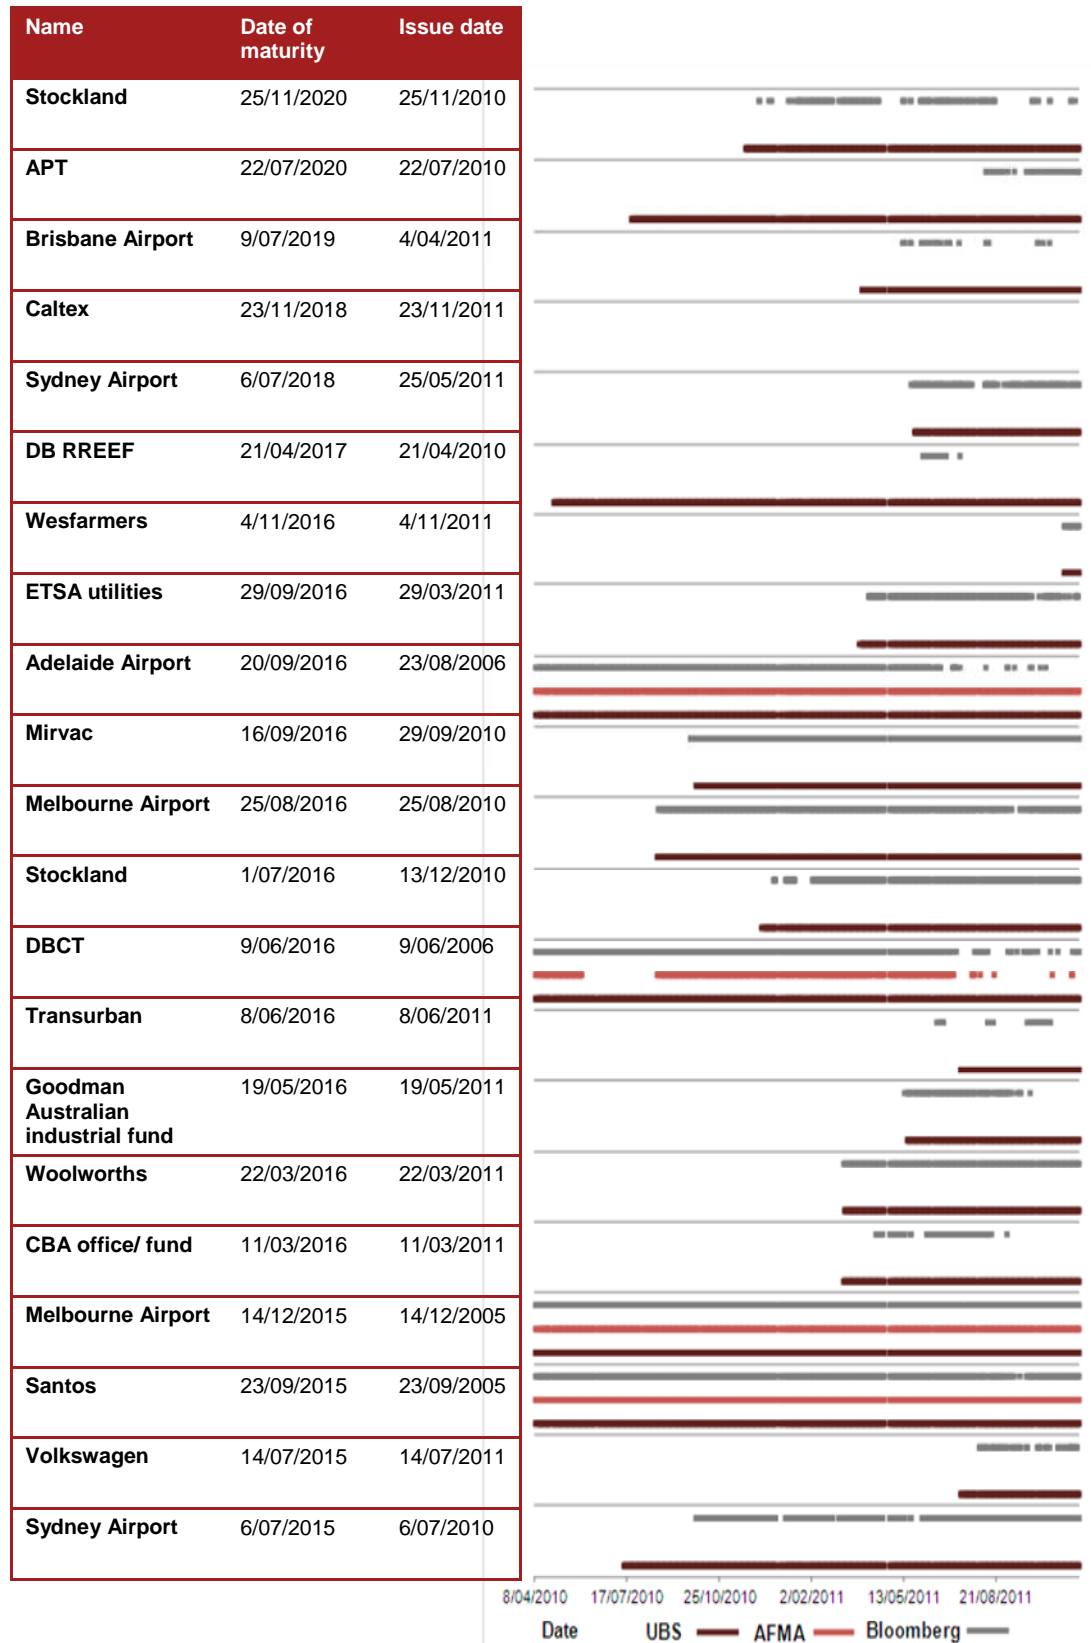 Name Date of maturity Issue date
Stockland 25/11/2020 25/11/2010
APT 22/07/2020 22/07/2010
Brisbane Airport 9/07/2019 4/04/2011
Caltex 23/11/2018 23/11/2011
Sydney Airport 6/07/2018 25/05/2011
DB RREEF 21/04/2017 21/04/2010
Wesfarmers 4/11/2016 4/11/2011
ETSA utilities 29/09/2016 29/03/2011
Adelaide Airport 20/09/2016 23/08/2006
Mirvac 16/09/2016 29/09/2010
Melbourne Airport 25/08/2016 25/08/2010
Stockland 1/07/2016 13/12/2010
DBCT 9/06/2016 9/06/2006
Transurban 8/06/2016 8/06/2011
Goodman 19/05/2016 19/05/2011
Australian
industrial fund
Woolworths 22/03/2016 22/03/2011
CBA office/ fund 11/03/2016 11/03/2011
Melbourne Airport 14/12/2015 14/12/2005
Santos 23/09/2015 23/09/2005
Volkswagen 14/07/2015 14/07/2011
Sydney Airport 6/07/2015 6/07/2010
8/04/2010 17/07/2010 25/10/2010 2/02/2011 13/05/2011 21/08/2011
Date UBS AFMA Bloomberg